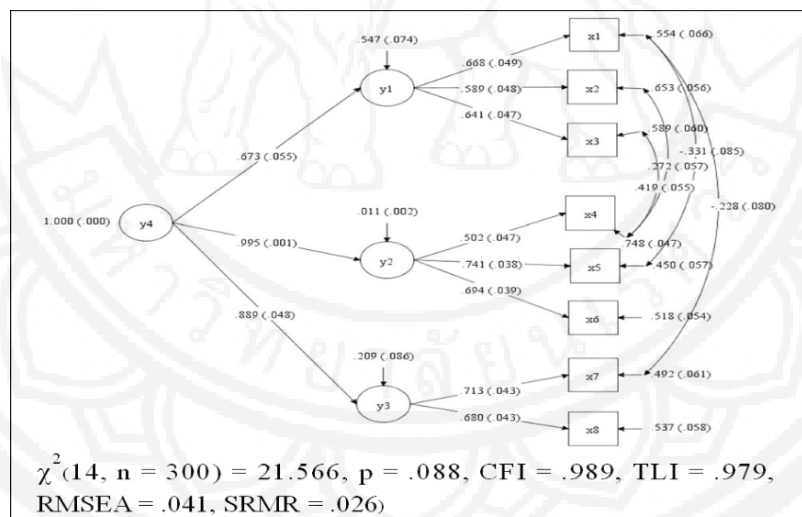 .547 (.074)
.668 (.049)
x1
.554 (.066)
y1
.589 (.048)
x2
.653 (.056)
.641 (.047)
x3
.589 (.060)
-.331 (.085)
.673 (.055)
.272 (.057)
.419 (.055)
-.228 (.080)
1.000 (.000)
y4
.011 (.002)
.502 (.047)
x4
.748 (.047)
.995 (.001)
y2
.741 (.038)
x5
.450 (.057)
.694 (.039)
x6
.518 (.054)
.889 (.048)
.209 (.086)
.713 (.043)
x7
.492 (.061)
y3
.680 (.043)
x8
.537 (.058)
χ²(14, n = 300) = 21.566, p = .088, CFI = .989, TLI = .979,
RMSEA = .041, SRMR = .026)